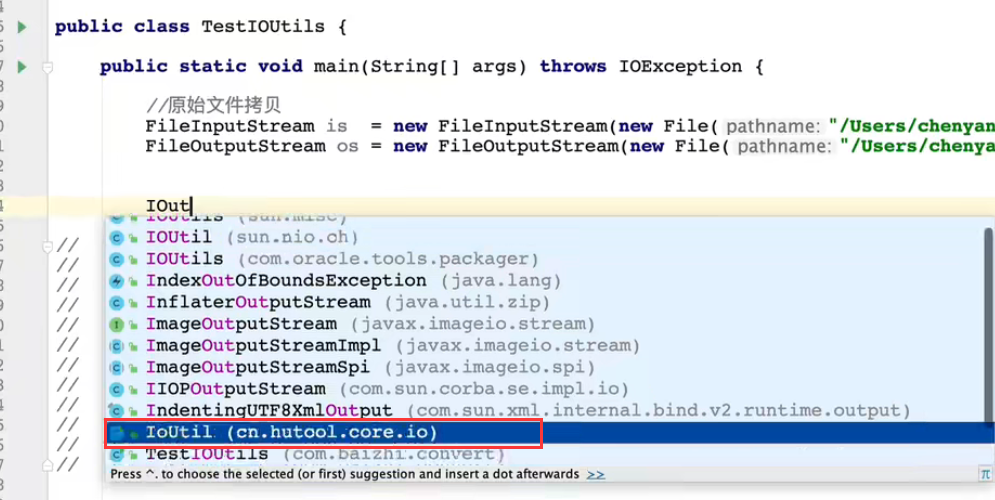 public class TestIOUtils {
public static void main(String[] args) throws IOException {
//原始文件拷贝
FileInputStream is = new FileInputStream(new File( pathname: "/Users/chenyan
FileOutputStream os = new FileOutputStream(new File( pathname: "/Users/chenya
IOut
IOUtils (sun.misc)
// IOUtil (sun.nio.ch)
// IOUtils (com.oracle.tools.packager)
// IndexOutOfBoundsException (java.lang)
// InflaterOutputStream (java.util.zip)
// ImageOutputStream (javax.imageio.stream)
// ImageOutputStreamImpl (javax.imageio.stream)
// ImageOutputStreamSpi (javax.imageio.spi)
// IIOPOutputStream (com.sun.corba.se.impl.io)
// IndentingUTF8XmlOutput (com.sun.xml.internal.bind.v2.runtime.output)
// IoUtil (cn.hutool.core.io)
// TestIOUtils (com.baizhi.convert)
// Press ^. to choose the selected (or first) suggestion and insert a dot afterwards >> π